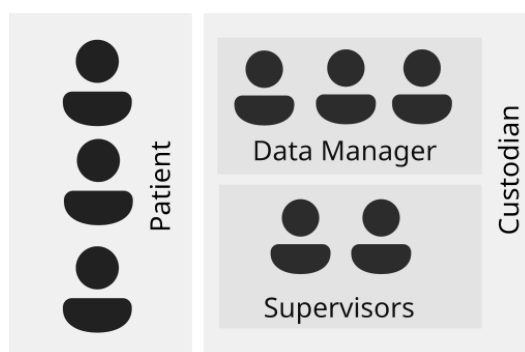 Patient
Data Manager
Supervisors
Custodian